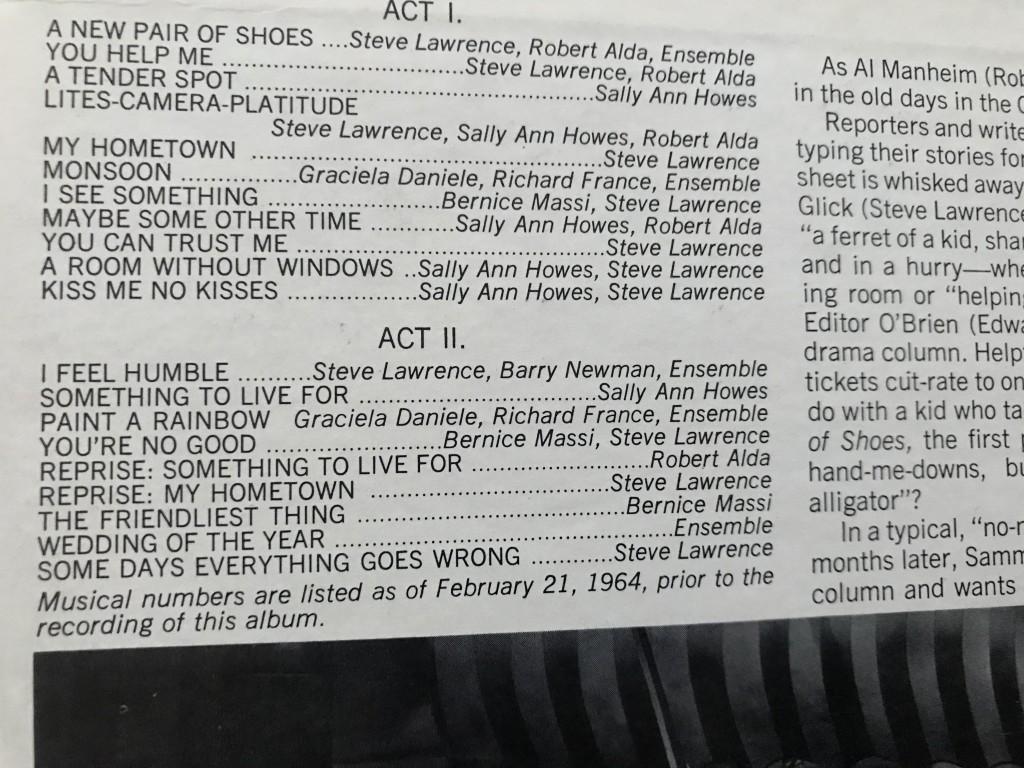 ACT I.
A NEW PAIR OF SHOES ....Steve Lawrence, Robert Alda, Ensemble
YOU HELP ME ..............................Steve Lawrence, Robert Alda
A TENDER SPOT ............................................Sally Ann Howes
LITES-CAMERA-PLATITUDE
Steve Lawrence, Sally Ann Howes, Robert Alda
MY HOMETOWN ............................................Steve Lawrence
MONSOON .................Graciela Daniele, Richard France, Ensemble
I SEE SOMETHING ......................Bernice Massi, Steve Lawrence
MAYBE SOME OTHER TIME ...........Sally Ann Howes, Robert Alda
YOU CAN TRUST ME .......................................Steve Lawrence
A ROOM WITHOUT WINDOWS ..Sally Ann Howes, Steve Lawrence
KISS ME NO KISSES .................Sally Ann Howes, Steve Lawrence
ACT II.
I FEEL HUMBLE ..........Steve Lawrence, Barry Newman, Ensemble
SOMETHING TO LIVE FOR ..............................Sally Ann Howes
PAINT A RAINBOW Graciela Daniele, Richard France, Ensemble
YOU'RE NO GOOD .......................Bernice Massi, Steve Lawrence
REPRISE: SOMETHING TO LIVE FOR ......................Robert Alda
REPRISE: MY HOMETOWN ..............................Steve Lawrence
THE FRIENDLIEST THING ..................................Bernice Massi
WEDDING OF THE YEAR ..........................................Ensemble
SOME DAYS EVERYTHING GOES WRONG ..........Steve Lawrence
Musical numbers are listed as of February 21, 1964, prior to the
recording of this album.
As Al Manheim (Rob
in the old days in the
Reporters and write
typing their stories for
sheet is whisked away
Glick (Steve Lawrence
"a ferret of a kid, shar
and in a hurry—whe
ing room or "helping
Editor O'Brien (Edwa
drama column. Help
tickets cut-rate to on
do with a kid who ta
of Shoes, the first
hand-me-downs, bu
alligator"?
In a typical, "no-
months later, Samm
column and wants